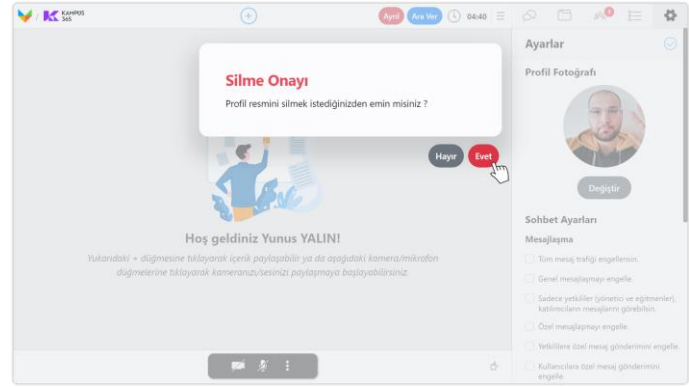 KAMPUS
365
Ayrıl
Ara Ver
04:40
Ayarlar
Profil Fotoğrafı
Değiştir
Silme Onayı
Profil resmini silmek istediğinizden emin misiniz ?
Hayır
Evet
Hoş geldiniz Yunus YALIN!
Yukarıdaki + düğmesine tıklayarak içerik paylaşabilir ya da aşağıdaki kamera/mikrofon
düğmelerine tıklayarak kameranızı/sesinizi paylaşmaya başlayabilirsiniz.
Sohbet Ayarları
Mesajlaşma
Tüm mesaj trafiği engellensin.
Genel mesajlaşmayı engelle.
Sadece yetkililer (yönetici ve eğitmenler),
katılımcıların mesajlarını görebilsin.
Özel mesajlaşmayı engelle.
Yetkililere özel mesaj gönderimini engelle.
Kullanıcılara özel mesaj gönderimini
engelle.